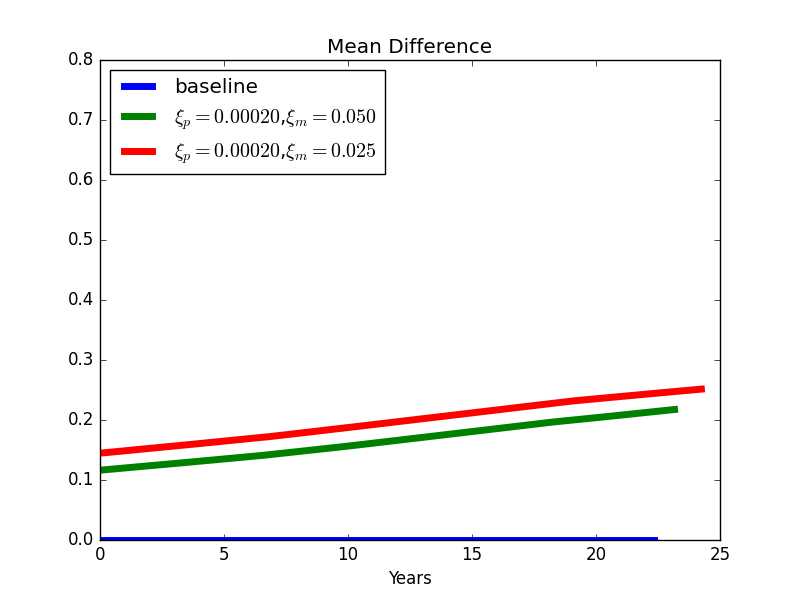 Mean Difference
0.8
baseline
0.7
ξₚ = 0.00020,ξₘ = 0.050
ξₚ = 0.00020,ξₘ = 0.025
0.6
0.5
0.4
0.3
0.2
0.1
0.0
0 5 10 15 20 25
Years